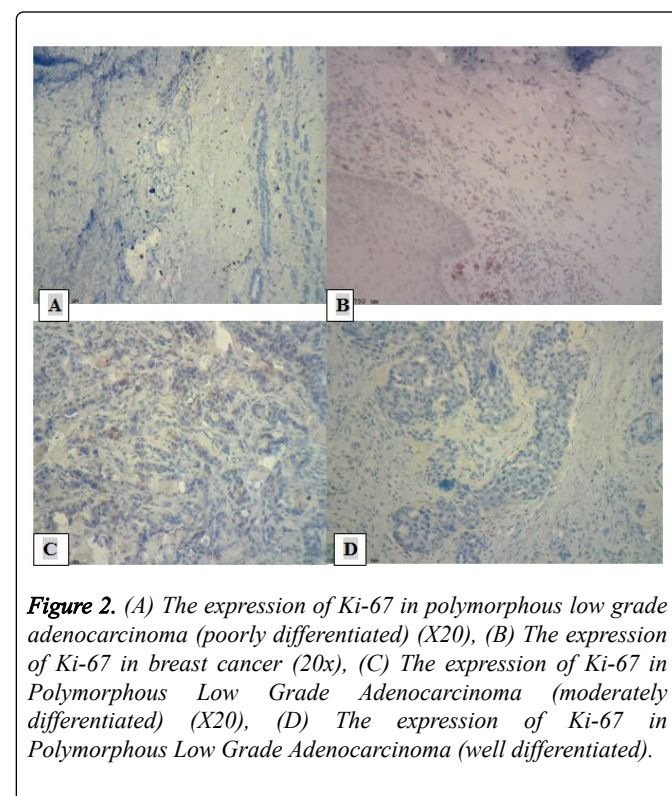 A
B
750 um
C
D
Figure 2. (A) The expression of Ki-67 in polymorphous low grade
adenocarcinoma (poorly differentiated) (X20), (B) The expression
of Ki-67 in breast cancer (20x), (C) The expression of Ki-67 in
Polymorphous Low Grade Adenocarcinoma (moderately
differentiated) (X20), (D) The expression of Ki-67 in
Polymorphous Low Grade Adenocarcinoma (well differentiated).